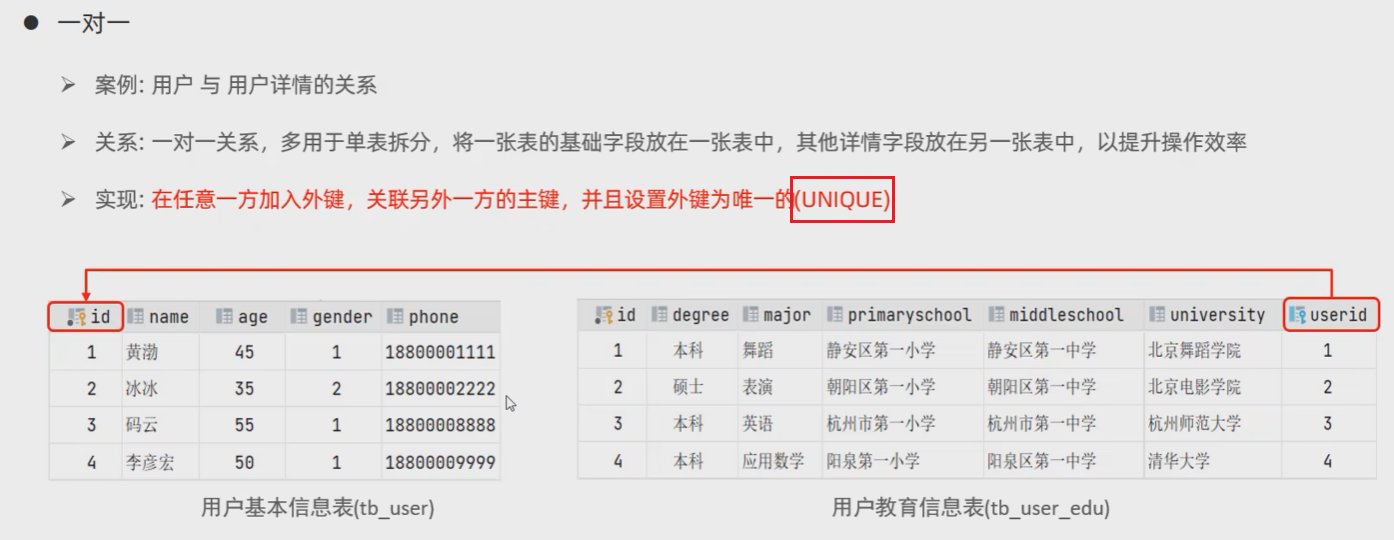 ● 一对一
➢ 案例: 用户 与 用户详情的关系
➢ 关系: 一对一关系，多用于单表拆分，将一张表的基础字段放在一张表中，其他详情字段放在另一张表中，以提升操作效率
➢ 实现: 在任意一方加入外键，关联另外一方的主键，并且设置外键为唯一的(UNIQUE)
id name age gender phone
1 黄渤 45 1 18800001111
2 冰冰 35 2 18800002222
3 码云 55 1 18800008888
4 李彦宏 50 1 18800009999
用户基本信息表(tb_user)
id degree major primaryschool middleschool university userid
1 本科 舞蹈 静安区第一小学 静安区第一中学 北京舞蹈学院 1
2 硕士 表演 朝阳区第一小学 朝阳区第一中学 北京电影学院 2
3 本科 英语 杭州市第一小学 杭州市第一中学 杭州师范大学 3
4 本科 应用数学 阳泉第一小学 阳泉区第一中学 清华大学 4
用户教育信息表(tb_user_edu)